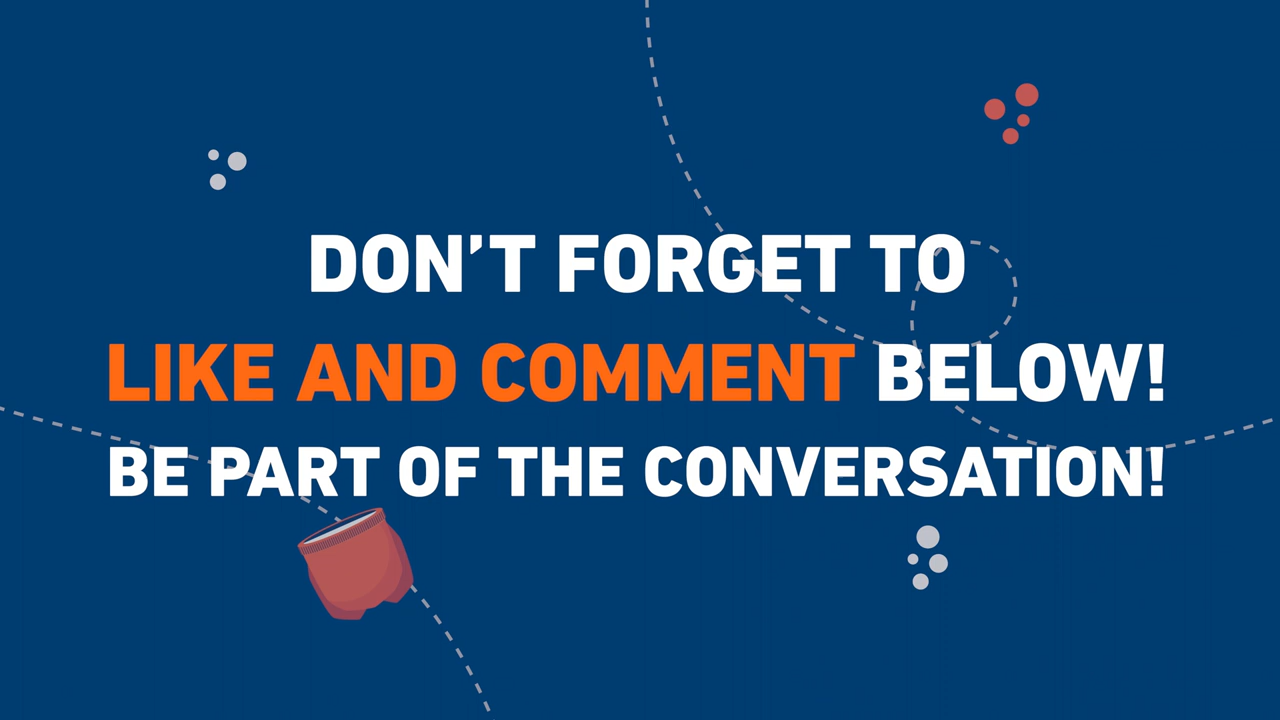 DON’T FORGET TO
LIKE AND COMMENT BELOW!
BE PART OF THE CONVERSATION!